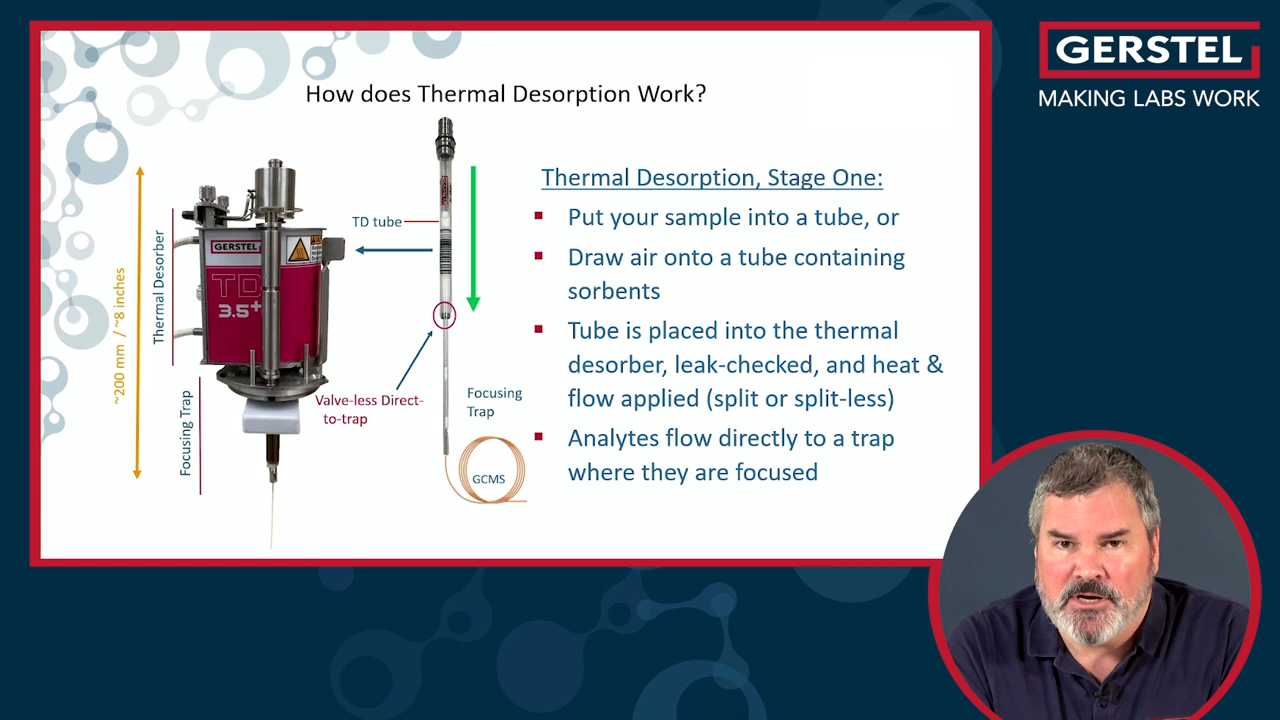 GERSTEL
MAKING LABS WORK
How does Thermal Desorption Work?
~200 mm / ~8 inches
Thermal Desorber
Focusing Trap
GERSTEL
TD
3.5+
TD tube
GERSTEL
Valve-less Direct-
to-trap
Focusing
Trap
GCMS
Thermal Desorption, Stage One:
Put your sample into a tube, or
Draw air onto a tube containing
sorbents
Tube is placed into the thermal
desorber, leak-checked, and heat &
flow applied (split or split-less)
Analytes flow directly to a trap
where they are focused